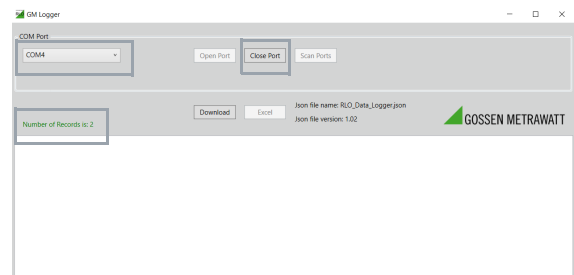 GM Logger
COM Port
COM4
Open Port
Close Port
Scan Ports
Download
Excel
Json file name: RLO_Data_Logger.json
Json file version: 1.02
Number of Records is: 2
GOSSEN METRAWATT